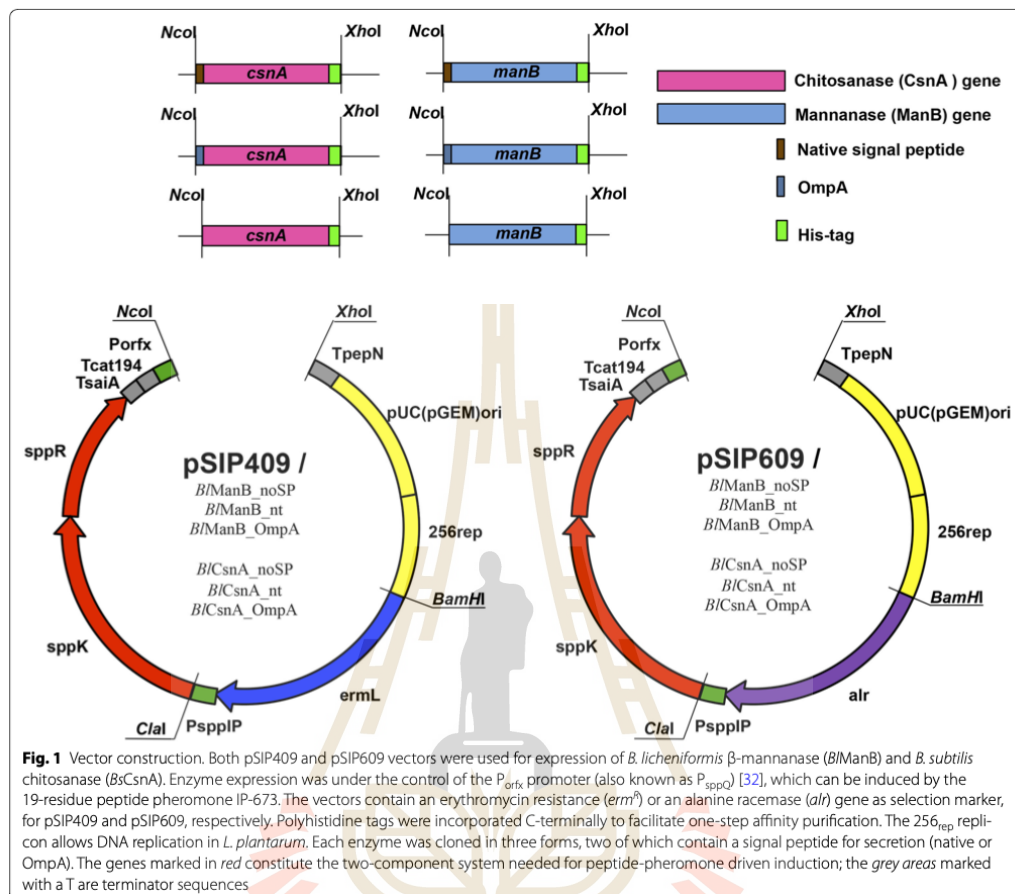 NcoI XhoI NcoI XhoI
csnA manB
NcoI XhoI NcoI XhoI
csnA manB
NcoI XhoI NcoI XhoI
csnA manB
Chitosanase (CsnA ) gene
Mannanase (ManB) gene
Native signal peptide
OmpA
His-tag
NcoI
XhoI
Porfx
Tcat194
TsaiA
TpepN
pUC(pGEM)ori
sppR
pSIP409 /
BlManB_noSP
BlManB_nt
BlManB_OmpA
BlCsnA_noSP
BlCsnA_nt
BlCsnA_OmpA
256rep
BamHI
sppK
ermL
ClaI
PsppIP
NcoI
XhoI
Porfx
Tcat194
TsaiA
TpepN
pUC(pGEM)ori
sppR
pSIP609 /
BlManB_noSP
BlManB_nt
BlManB_OmpA
BlCsnA_noSP
BlCsnA_nt
BlCsnA_OmpA
256rep
BamHI
sppK
alr
ClaI
PsppIP
Fig. 1 Vector construction. Both pSIP409 and pSIP609 vectors were used for expression of B. licheniformis β-mannanase (BlManB) and B. subtilis
chitosanase (BsCsnA). Enzyme expression was under the control of the Porfx promoter (also known as PsppQ) [32], which can be induced by the
19-residue peptide pheromone IP-673. The vectors contain an erythromycin resistance (ermR) or an alanine racemase (alr) gene as selection marker,
for pSIP409 and pSIP609, respectively. Polyhistidine tags were incorporated C-terminally to facilitate one-step affinity purification. The 256rep repli-
con allows DNA replication in L. plantarum. Each enzyme was cloned in three forms, two of which contain a signal peptide for secretion (native or
OmpA). The genes marked in red constitute the two-component system needed for peptide-pheromone driven induction; the grey areas marked
with a T are terminator sequences